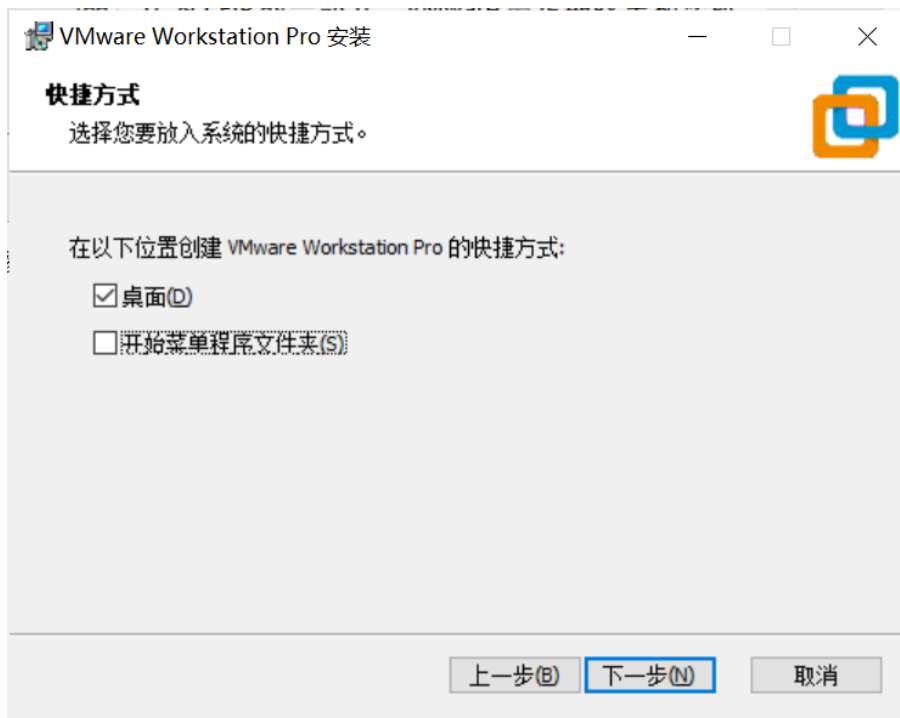 VMware Workstation Pro 安装
快捷方式
选择您要放入系统的快捷方式。
在以下位置创建 VMware Workstation Pro 的快捷方式:
桌面(D)
开始菜单程序文件夹(S)
上一步(B)
下一步(N)
取消